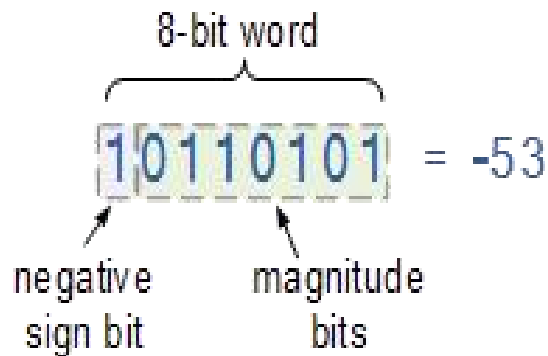 8-bit word
10110101 = -53
negative
sign bit
magnitude
bits